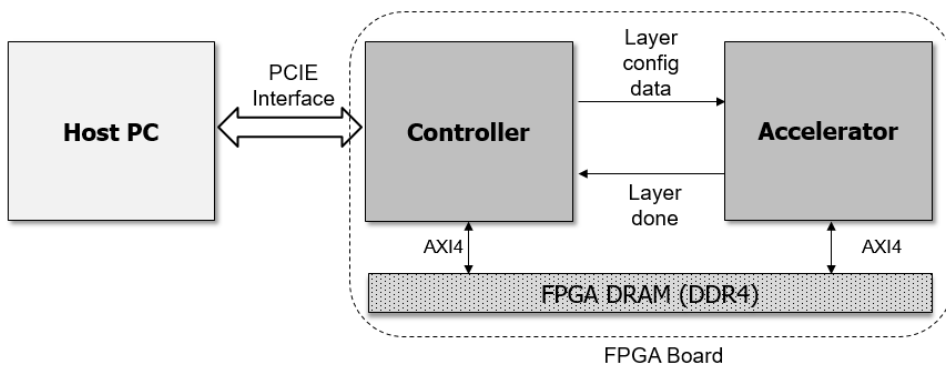 Host PC
PCIE
Interface
Controller
Layer
config
data
Layer
done
Accelerator
AXI4
AXI4
FPGA DRAM (DDR4)
FPGA Board